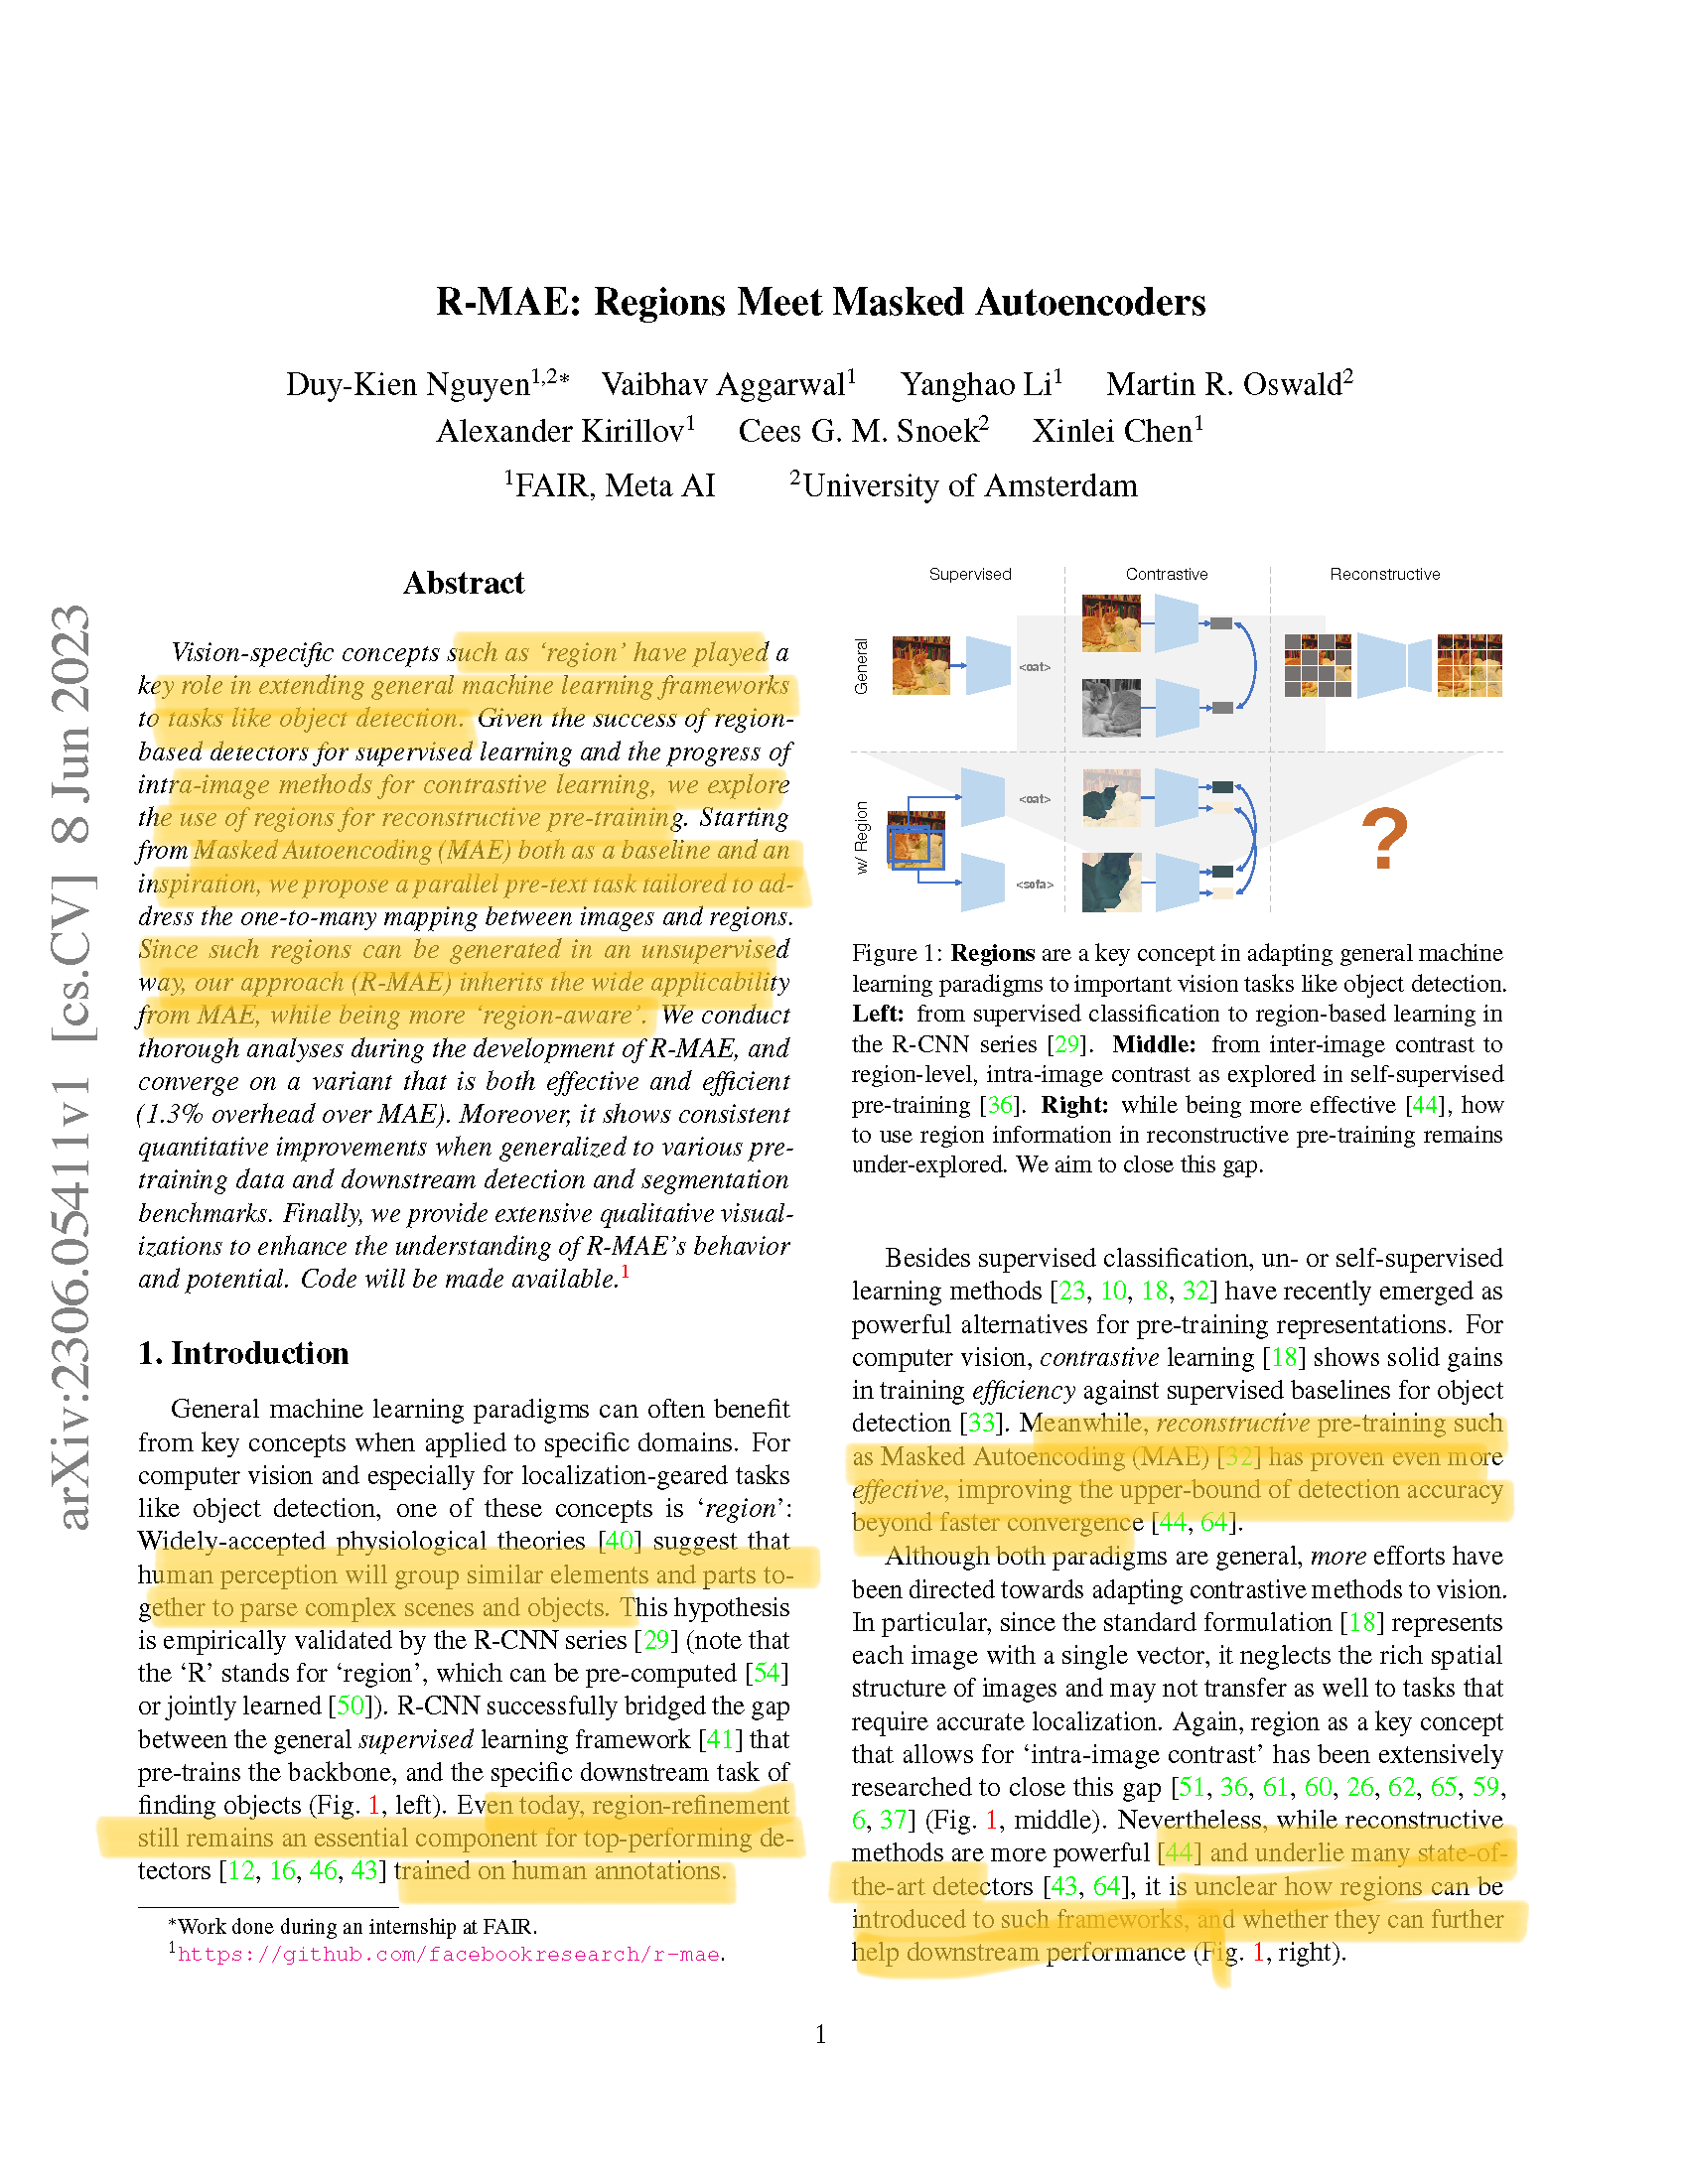 arXiv:2306.05411v1 [cs.CV] 8 Jun 2023
R-MAE: Regions Meet Masked Autoencoders
Duy-Kien Nguyen1,2* Vaibhav Aggarwal1 Yanghao Li1 Martin R. Oswald2
Alexander Kirillov1 Cees G. M. Snoek2 Xinlei Chen1
1FAIR, Meta AI 2University of Amsterdam
Abstract
Vision-specific concepts such as ‘region’ have played a
key role in extending general machine learning frameworks
to tasks like object detection. Given the success of region-
based detectors for supervised learning and the progress of
intra-image methods for contrastive learning, we explore
the use of regions for reconstructive pre-training. Starting
from Masked Autoencoding (MAE) both as a baseline and an
inspiration, we propose a parallel pre-text task tailored to ad-
dress the one-to-many mapping between images and regions.
Since such regions can be generated in an unsupervised
way, our approach (R-MAE) inherits the wide applicability
from MAE, while being more ‘region-aware’. We conduct
thorough analyses during the development of R-MAE, and
converge on a variant that is both effective and efficient
(1.3% overhead over MAE). Moreover, it shows consistent
quantitative improvements when generalized to various pre-
training data and downstream detection and segmentation
benchmarks. Finally, we provide extensive qualitative visual-
izations to enhance the understanding of R-MAE’s behavior
and potential. Code will be made available.1
1. Introduction
General machine learning paradigms can often benefit
from key concepts when applied to specific domains. For
computer vision and especially for localization-geared tasks
like object detection, one of these concepts is ‘region’:
Widely-accepted physiological theories [40] suggest that
human perception will group similar elements and parts to-
gether to parse complex scenes and objects. This hypothesis
is empirically validated by the R-CNN series [29] (note that
the ‘R’ stands for ‘region’, which can be pre-computed [54]
or jointly learned [50]). R-CNN successfully bridged the gap
between the general supervised learning framework [41] that
pre-trains the backbone, and the specific downstream task of
finding objects (Fig. 1, left). Even today, region-refinement
still remains an essential component for top-performing de-
tectors [12, 16, 46, 43] trained on human annotations.
*Work done during an internship at FAIR.
1https://github.com/facebookresearch/r-mae.
Supervised Contrastive Reconstructive
General
<cat>
w/ Region
<cat>
<sofa>
?
Figure 1: Regions are a key concept in adapting general machine
learning paradigms to important vision tasks like object detection.
Left: from supervised classification to region-based learning in
the R-CNN series [29]. Middle: from inter-image contrast to
region-level, intra-image contrast as explored in self-supervised
pre-training [36]. Right: while being more effective [44], how
to use region information in reconstructive pre-training remains
under-explored. We aim to close this gap.
Besides supervised classification, un- or self-supervised
learning methods [23, 10, 18, 32] have recently emerged as
powerful alternatives for pre-training representations. For
computer vision, contrastive learning [18] shows solid gains
in training efficiency against supervised baselines for object
detection [33]. Meanwhile, reconstructive pre-training such
as Masked Autoencoding (MAE) [32] has proven even more
effective, improving the upper-bound of detection accuracy
beyond faster convergence [44, 64].
Although both paradigms are general, more efforts have
been directed towards adapting contrastive methods to vision.
In particular, since the standard formulation [18] represents
each image with a single vector, it neglects the rich spatial
structure of images and may not transfer as well to tasks that
require accurate localization. Again, region as a key concept
that allows for ‘intra-image contrast’ has been extensively
researched to close this gap [51, 36, 61, 60, 26, 62, 65, 59,
6, 37] (Fig. 1, middle). Nevertheless, while reconstructive
methods are more powerful [44] and underlie many state-of-
the-art detectors [43, 64], it is unclear how regions can be
introduced to such frameworks, and whether they can further
help downstream performance (Fig. 1, right).
1